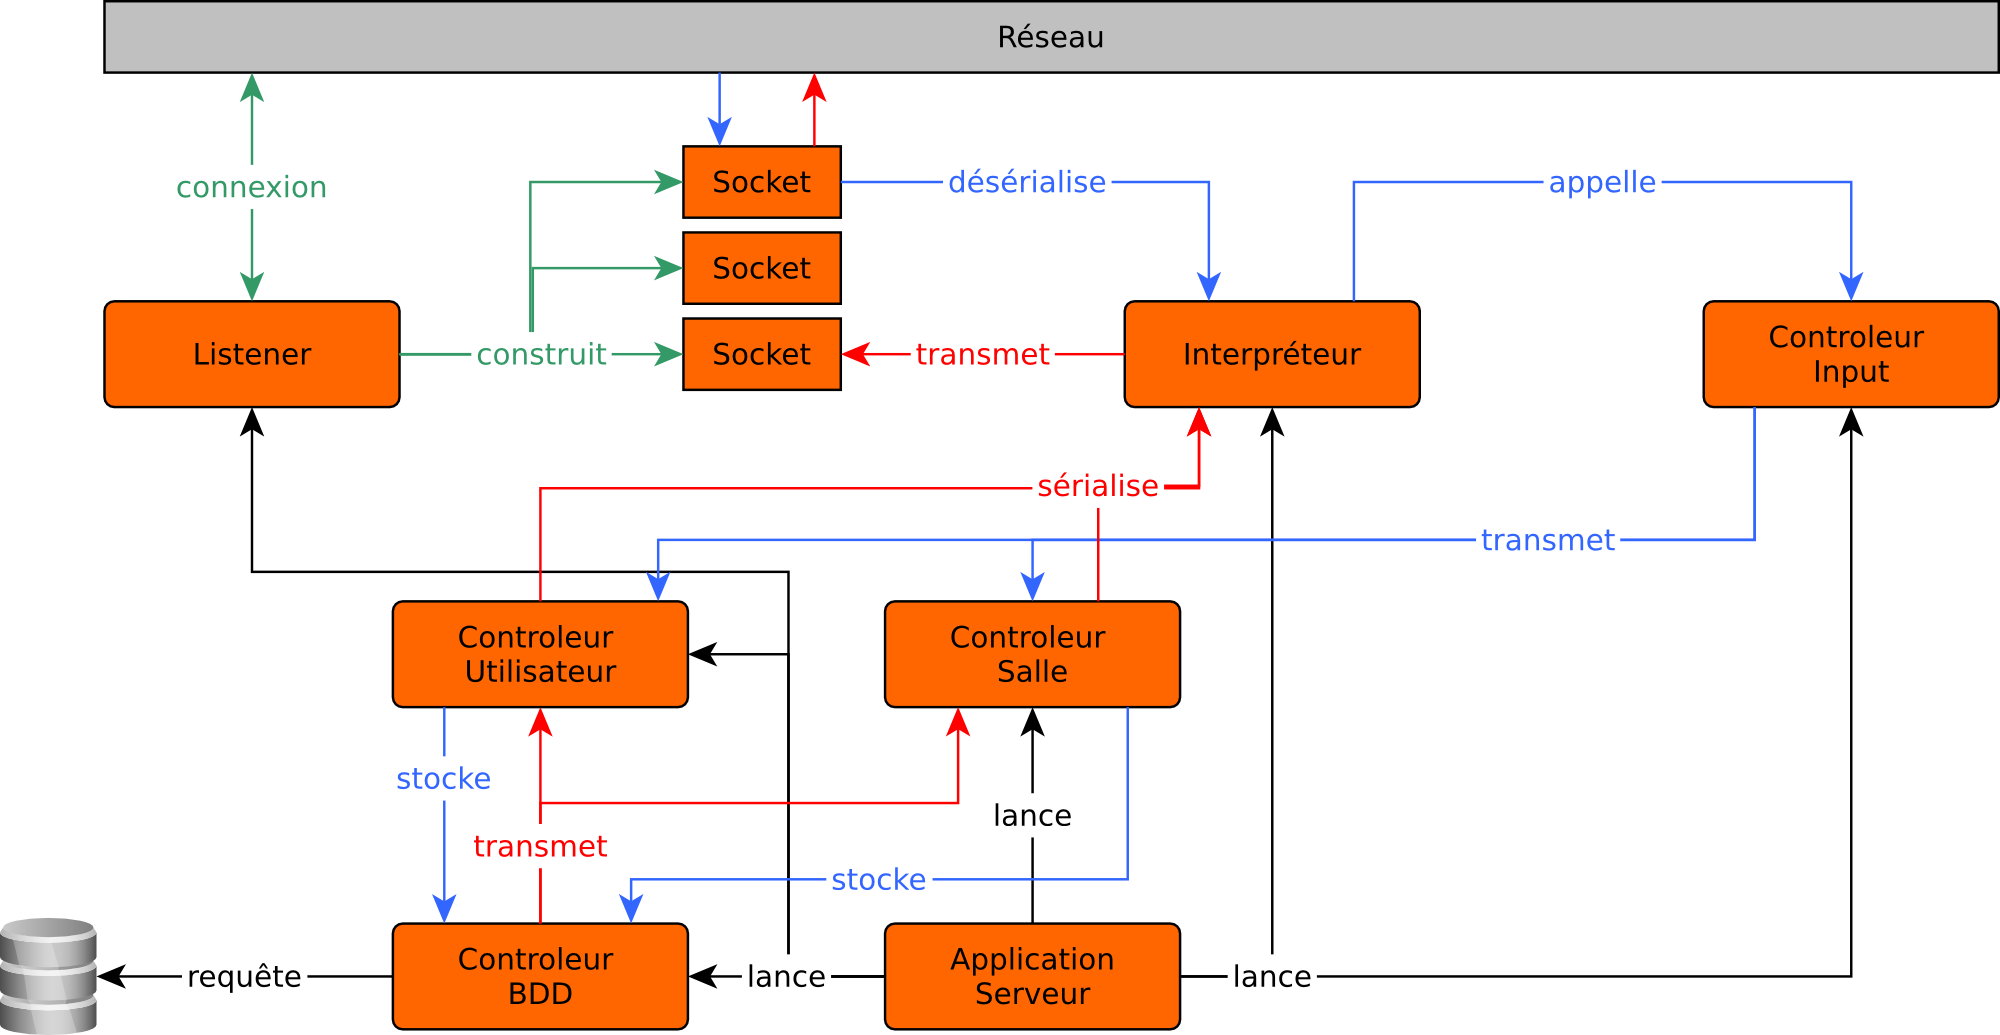 Réseau
connexion
Socket
désérialise
appelle
Socket
Listener
construit
Socket
transmet
Interpréteur
Controleur
Input
sérialise
transmet
Controleur
Utilisateur
Controleur
Salle
stocke
lance
transmet
stocke
requête
Controleur
BDD
lance
Application
Serveur
lance